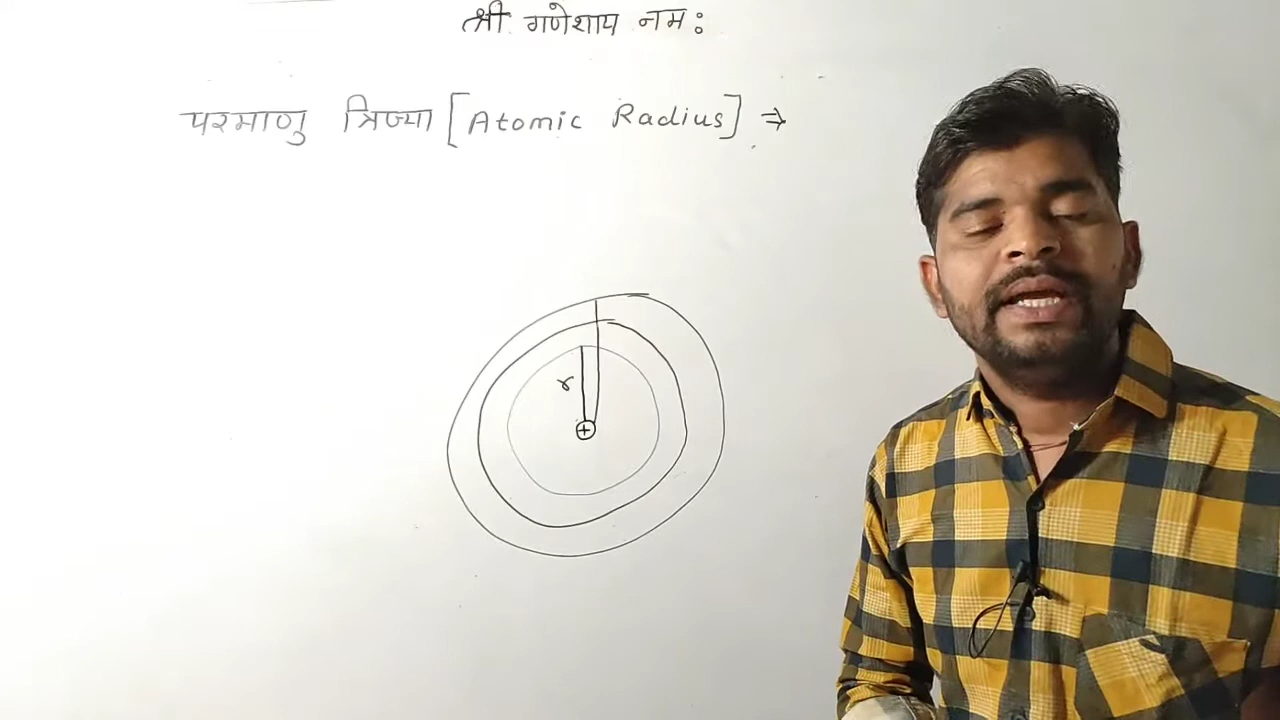 श्री गणेशाय नमः
परमाणु त्रिज्या [Atomic Radius] ⇒
r
+